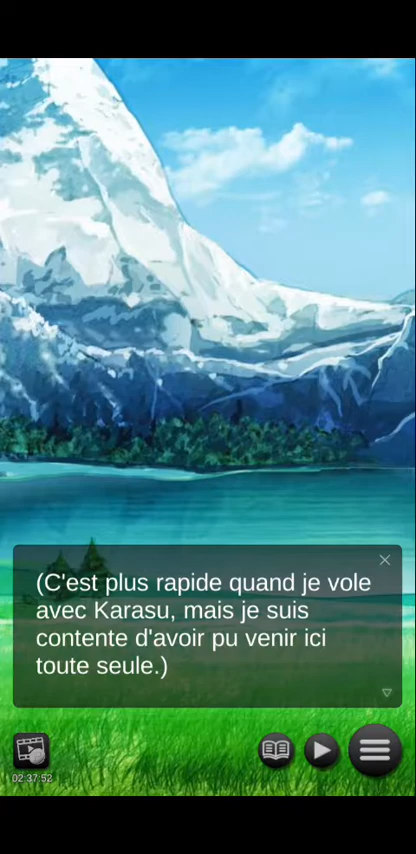 (C'est plus rapide quand je vole
avec Karasu, mais je suis
contente d'avoir pu venir ici
toute seule.)
02:37:52